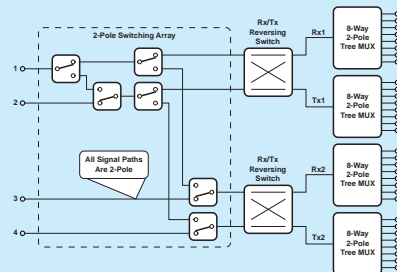 2-Pole Switching Array
Rx/Tx
Reversing
Switch
Rx1
8-Way
2-Pole
Tree MUX
1
2
Tx1
8-Way
2-Pole
Tree MUX
All Signal Paths
Are 2-Pole
Rx/Tx
Reversing
Switch
Rx2
8-Way
2-Pole
Tree MUX
3
4
Tx2
8-Way
2-Pole
Tree MUX